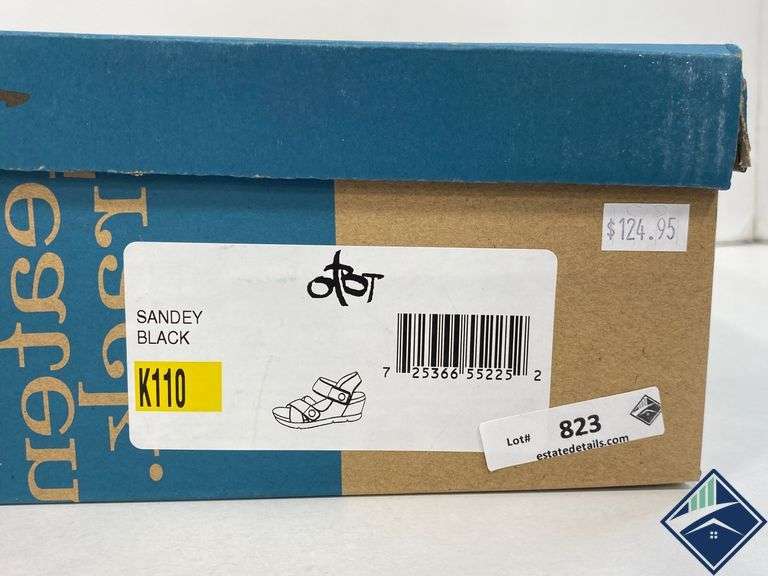 $124.95
OTBT
SANDEY
BLACK
K110
7 25366 55225 2
Lot# 823
estatedetails.com